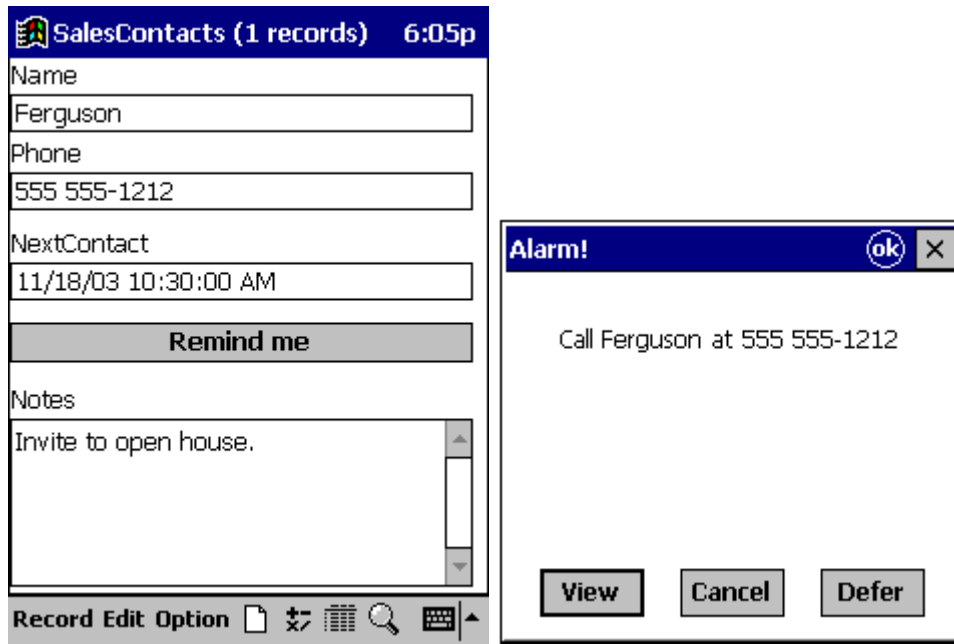 SalesContacts (1 records) 6:05p
Name
Ferguson
Phone
555 555-1212
NextContact
11/18/03 10:30:00 AM
Remind me
Notes
Invite to open house.
Record Edit Option
Alarm! ok
Call Ferguson at 555 555-1212
View Cancel Defer